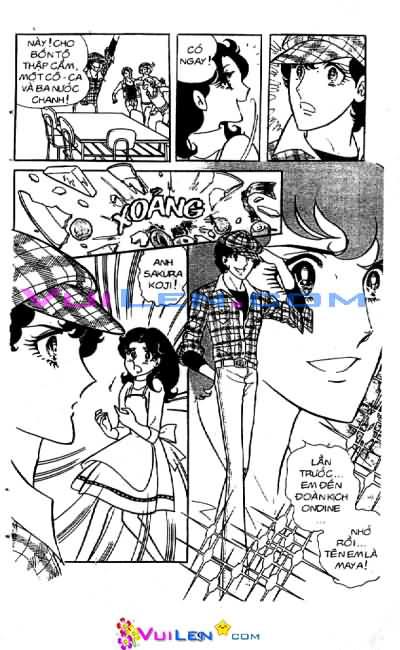 NÀY! CHO
BỐN TÔ
THẬP CẨM,
MỘT CÔ-CA
VÀ BA NƯỚC
CHANH!
CÓ
NGAY!
XOẢNG
ANH
SAKURA
KOJI!
VuiLen.com
LẦN
TRƯỚC...
EM ĐẾN
ĐOÀN KỊCH
ONDINE
NHỚ
RỒI...
TÊN EM LÀ
MAYA!
VuiLen.com